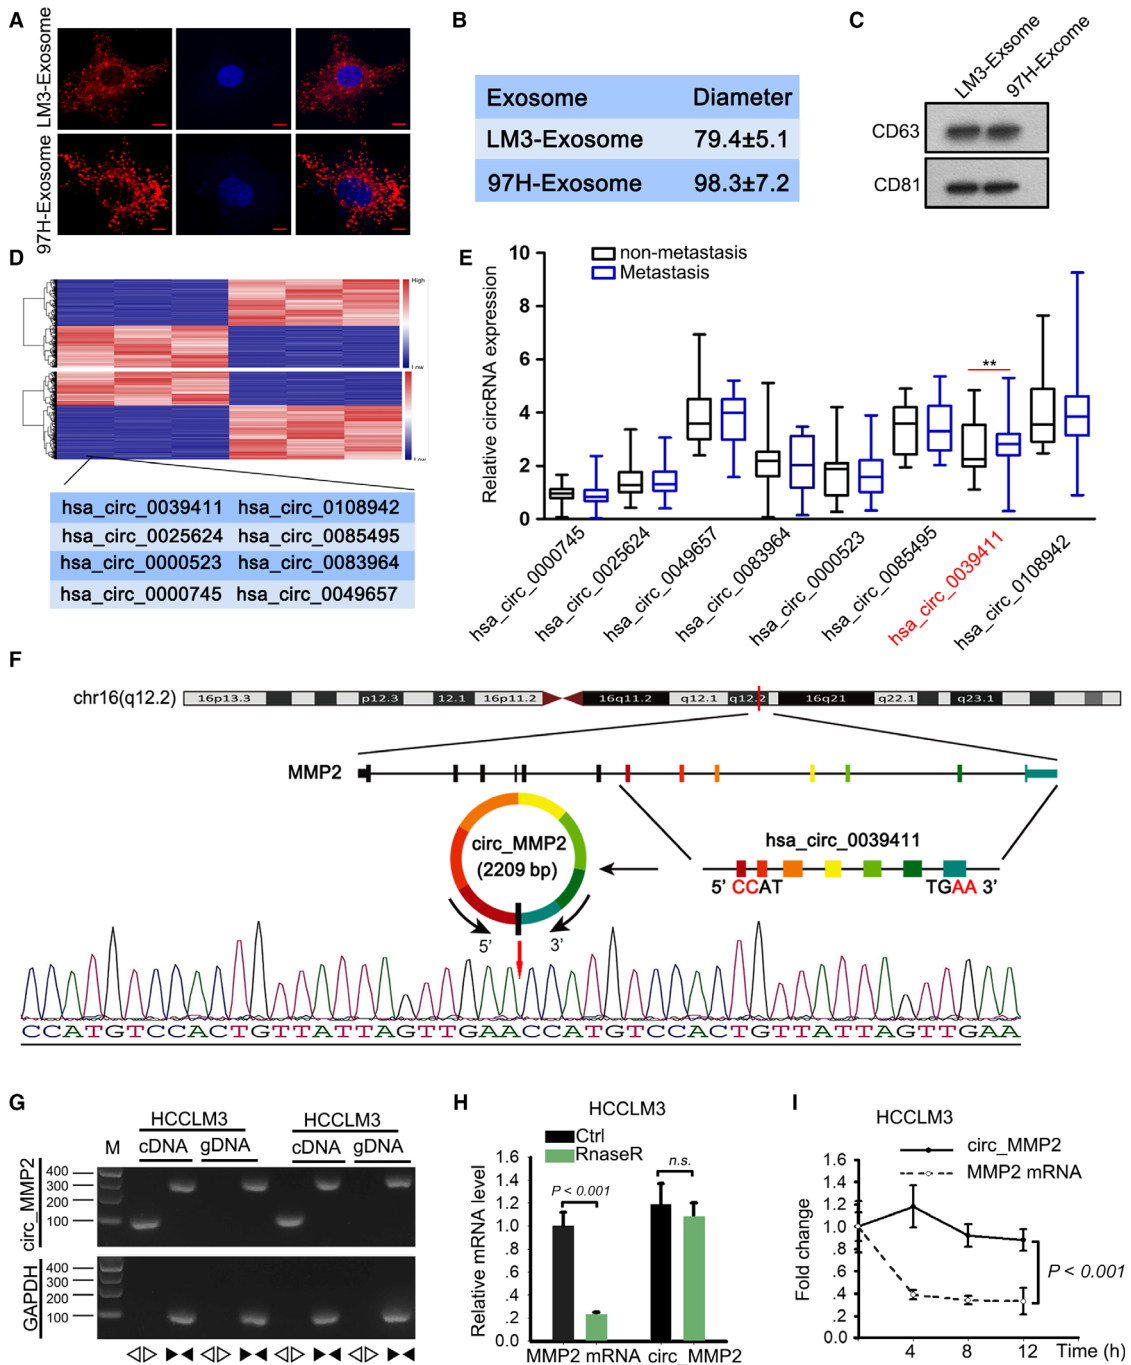 A
LM3-Exosome
97H-Exosome
B
Exosome Diameter
LM3-Exosome 79.4±5.1
97H-Exosome 98.3±7.2
C
LM3-Exsome
97H-Excome
CD63
CD81
D
High
Low
Low
hsa_circ_0039411 hsa_circ_0108942
hsa_circ_0025624 hsa_circ_0085495
hsa_circ_0000523 hsa_circ_0083964
hsa_circ_0000745 hsa_circ_0049657
E
Relative circRNA expression
10
8
6
4
2
0
non-metastasis
Metastasis
**
hsa_circ_0000745
hsa_circ_0025624
hsa_circ_0049657
hsa_circ_0083964
hsa_circ_0000523
hsa_circ_0085495
hsa_circ_0039411
hsa_circ_0108942
F
chr16(q12.2) 16p13.3 p12.3 12.1 16p11.2 16q11.2 q12.1 q12.2 16q21 q22.1 q23.1
MMP2
circ_MMP2
(2209 bp)
hsa_circ_0039411
5' CCAT TGAA 3'
5' 3'
CCATGTCCACTGTTATTAGTTGAACCATGTCCACTGTTATTAGTTGAA
G
HCCLM3 HCCLM3
M cDNA gDNA cDNA gDNA
circ_MMP2
400
300
200
100
GAPDH
400
300
200
100
H
HCCLM3
Ctrl
RnaseR
Relative mRNA level
1.6
1.4
1.2
1.0
.8
.6
.4
.2
0.0
P < 0.001
n.s.
MMP2 mRNA circ_MMP2
I
HCCLM3
circ_MMP2
MMP2 mRNA
Fold change
1.6
1.4
1.2
1.0
.8
.6
.4
.2
0.0
P < 0.001
4 8 12 Time (h)